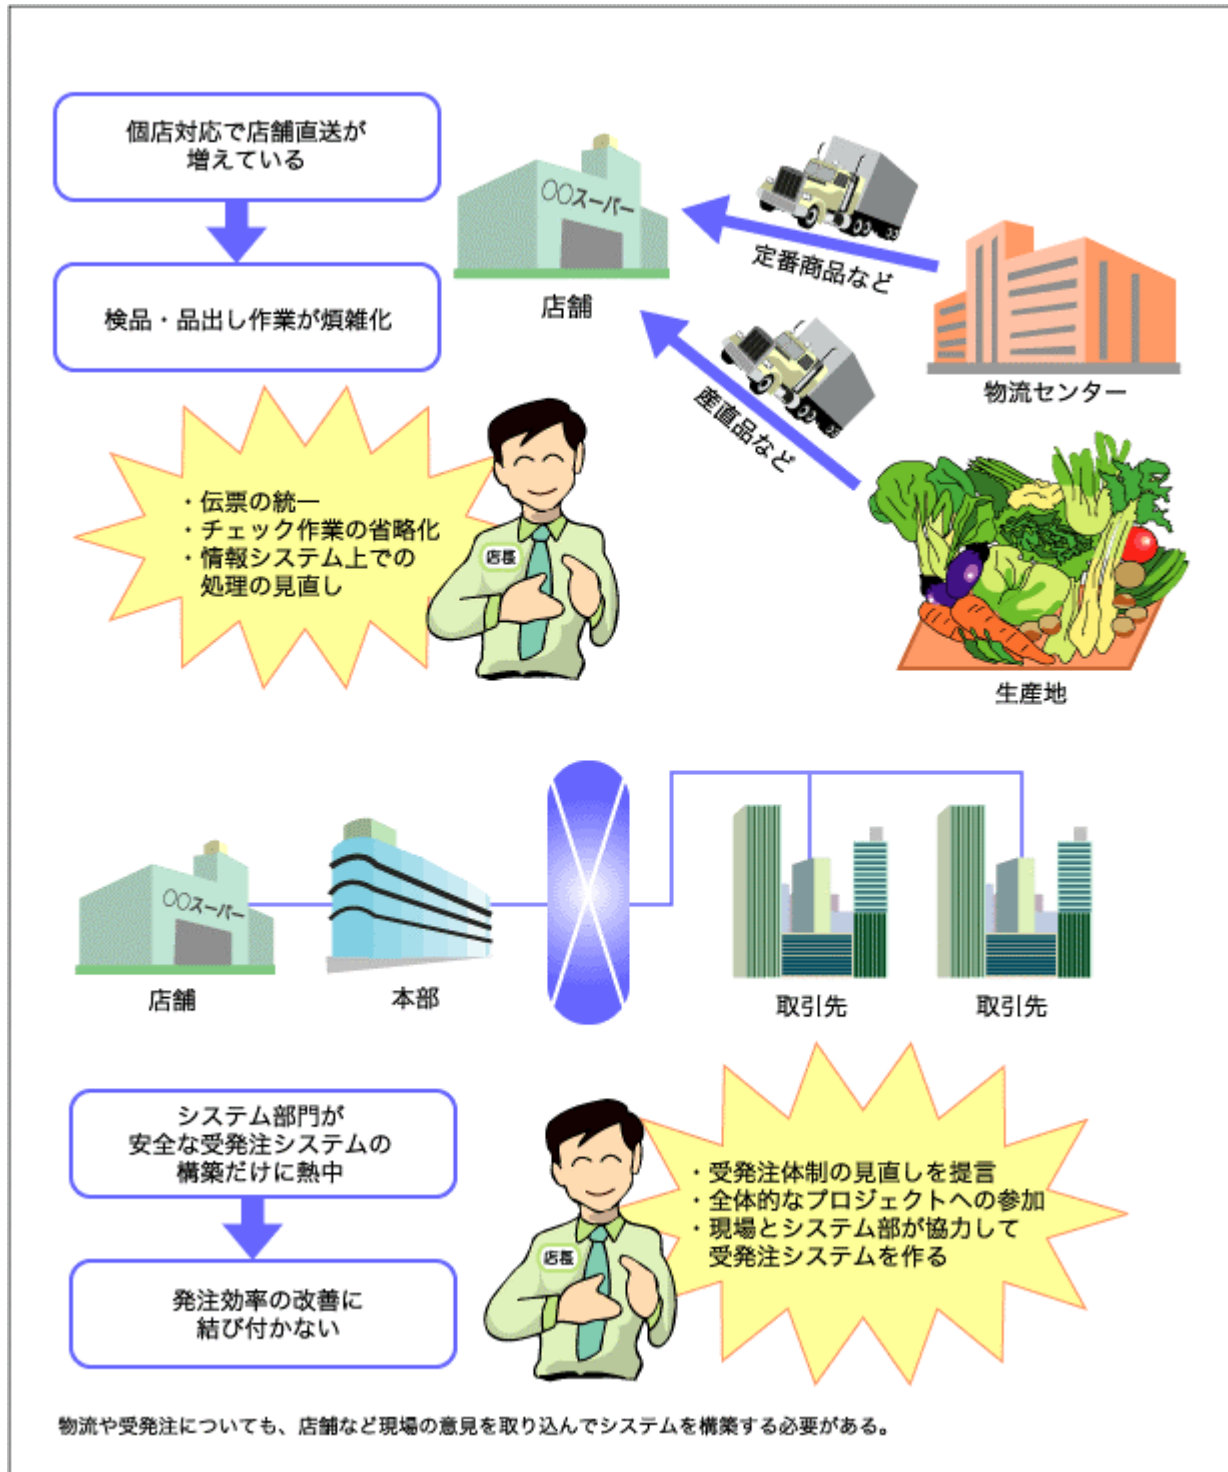 個店対応で店舗直送が
増えている
検品・品出し作業が煩雑化
〇〇スーパー
店舗
定番商品など
物流センター
産直品など
生産地
・伝票の統一
・チェック作業の省略化
・情報システム上での
処理の見直し
店長
〇〇スーパー
店舗
本部
取引先
取引先
システム部門が
安全な受発注システムの
構築だけに熱中
発注効率の改善に
結び付かない
店長
・受発注体制の見直しを提言
・全体的なプロジェクトへの参加
・現場とシステム部が協力して
受発注システムを作る
物流や受発注についても、店舗など現場の意見を取り込んでシステムを構築する必要がある。